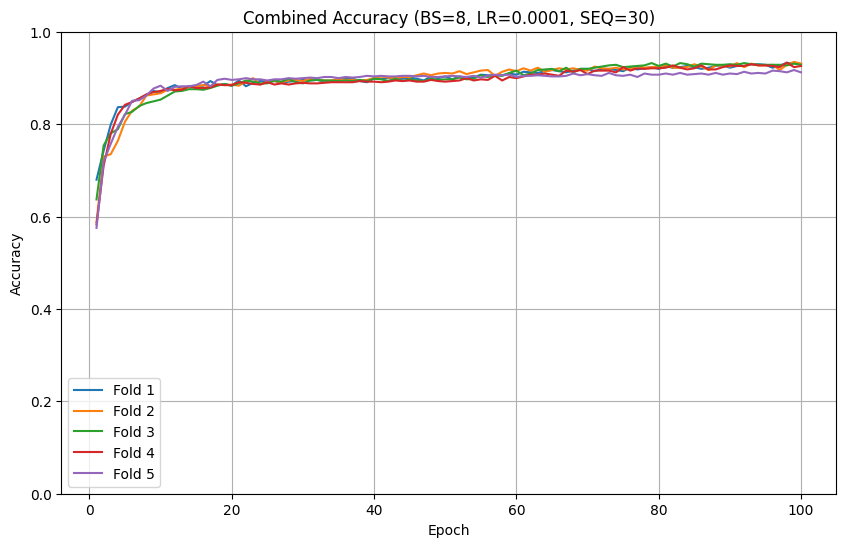 Combined Accuracy (BS=8, LR=0.0001, SEQ=30)
1.0
0.8
0.6
0.4
0.2
0.0
Accuracy
Fold 1
Fold 2
Fold 3
Fold 4
Fold 5
0 20 40 60 80 100
Epoch